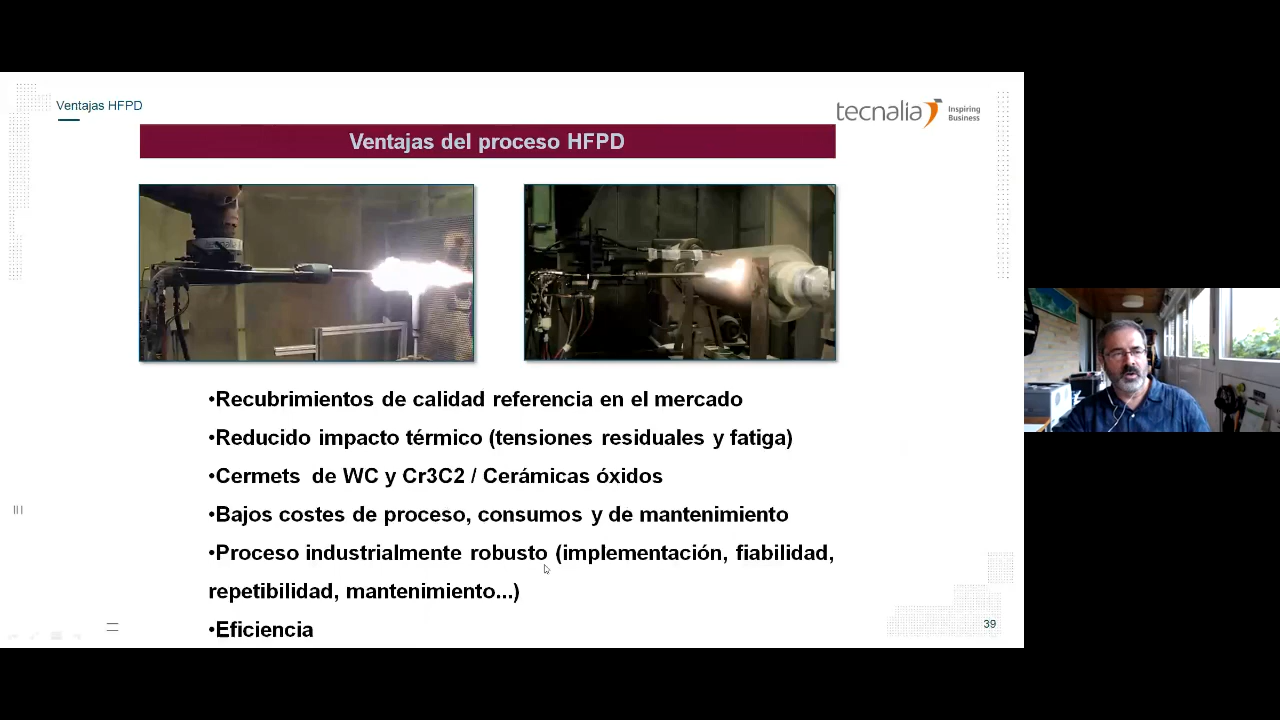 Ventajas HFPD
tecnalia
Inspiring
Business
Ventajas del proceso HFPD
tecnalia
•Recubrimientos de calidad referencia en el mercado
•Reducido impacto térmico (tensiones residuales y fatiga)
•Cermets de WC y Cr3C2 / Cerámicas óxidos
•Bajos costes de proceso, consumos y de mantenimiento
•Proceso industrialmente robusto (implementación, fiabilidad,
repetibilidad, mantenimiento...)
•Eficiencia
39